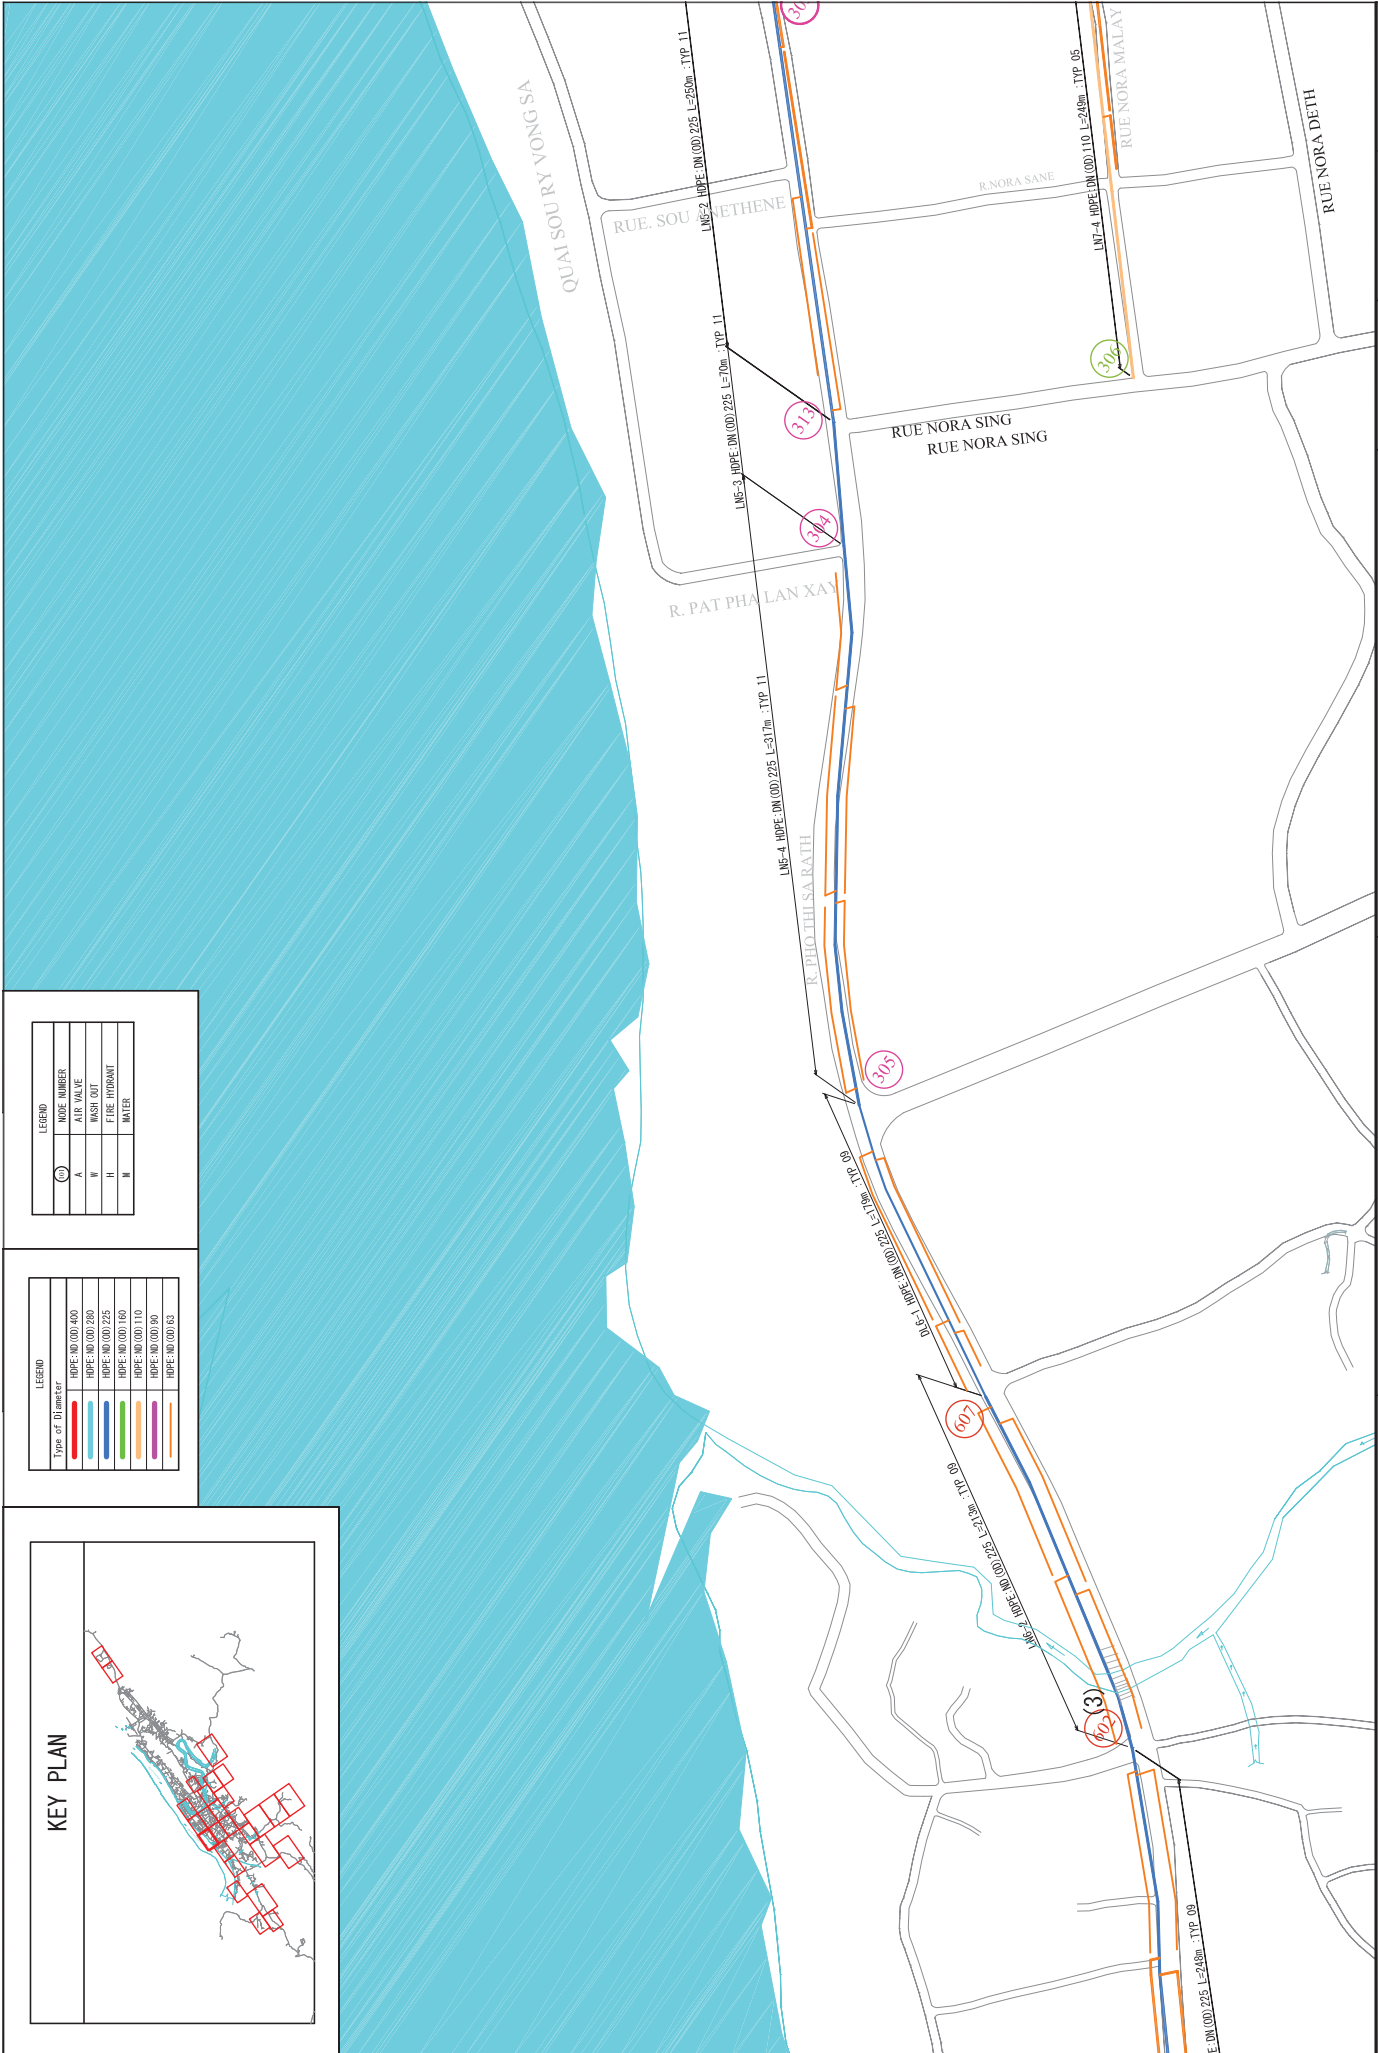 QUAI SOU RY VONG SA
LN5-2 HDPE:DN(OD)225 L=250m :TYP 11
RUE. SOU ANETHENE
LN7-4 HDPE:DN(OD)110 L=249m :TYP 05
RUE NORA MALAY
R.NORA SANE
RUE NORA DETH
LN5-3 HDPE:DN(OD)225 L=70m :TYP 11
306
313
RUE NORA SING
RUE NORA SING
304
R. PAT PHA LAN XAY
LN5-4 HDPE:DN(OD)225 L=317m :TYP 11
R. PHO THI SA RATH
305
DL6-1 HDPE:DN(OD)225 L=179m :TYP 09
607
LN6-2 HDPE:ND(OD)225 L=213m :TYP 09
(3)
602
E:DN(OD)225 L=248m :TYP 09
LEGEND
101 NODE NUMBER
A AIR VALVE
W WASH OUT
H FIRE HYDRANT
M MATER
LEGEND
Type of Diameter
HDPE:ND(OD)400
HDPE:ND(OD)280
HDPE:ND(OD)225
HDPE:ND(OD)160
HDPE:ND(OD)110
HDPE:ND(OD)90
HDPE:ND(OD)63
KEY PLAN